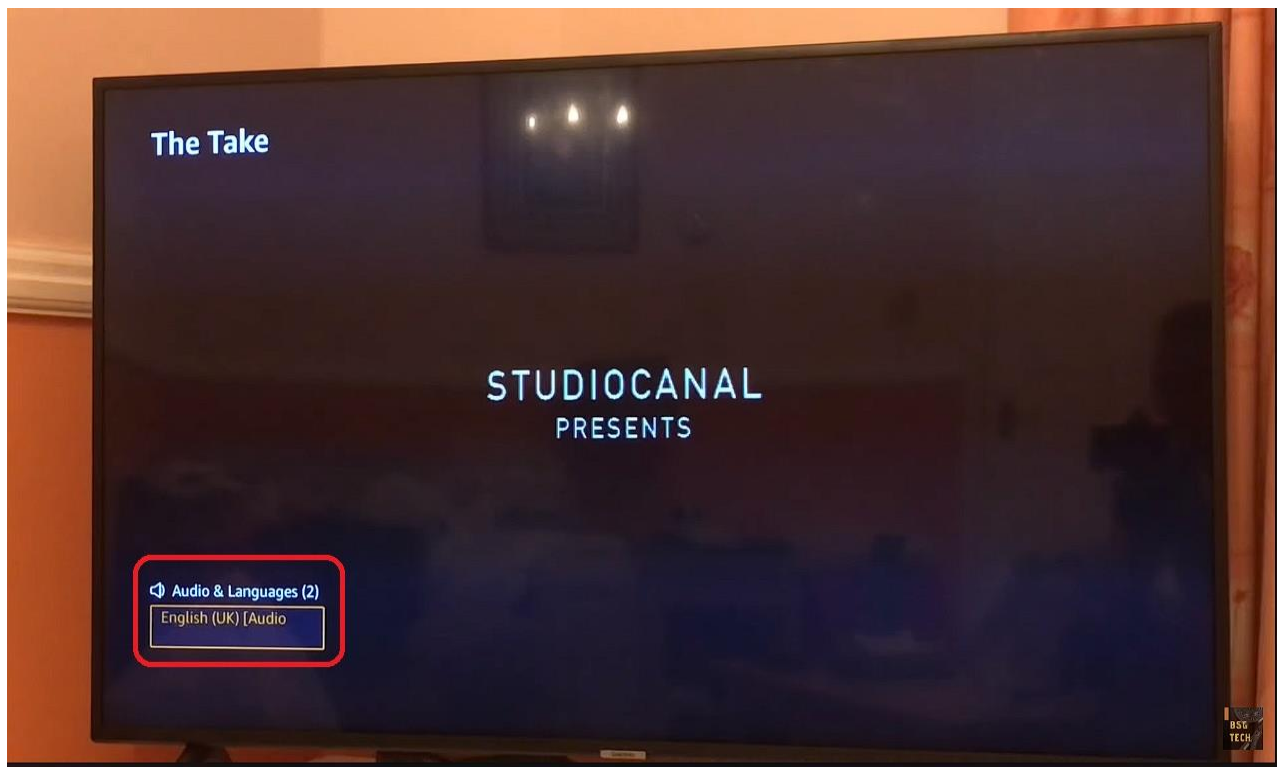 The Take
STUDIOCANAL
PRESENTS
Audio & Languages (2)
English (UK) [Audio
BSG
TECH